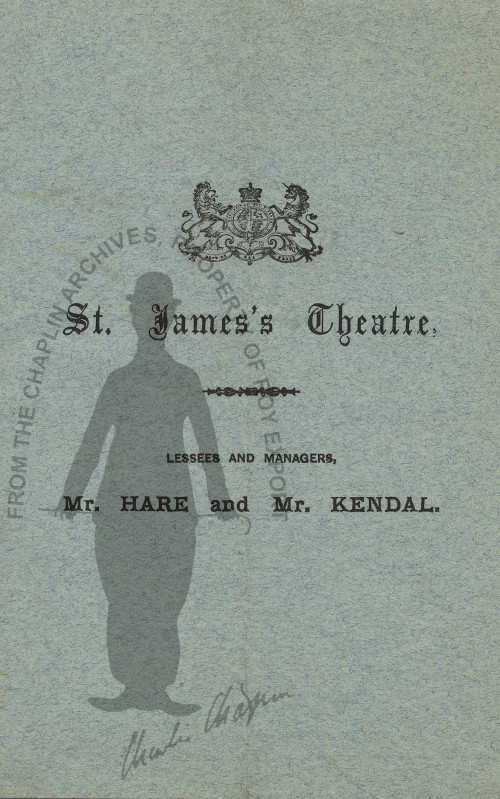 St. James's Theatre.
LESSEES AND MANAGERS,
Mr. HARE and Mr. KENDAL.
FROM THE CHAPLIN ARCHIVES, PROPERTY OF ROY EXPORT
Charlie Chaplin